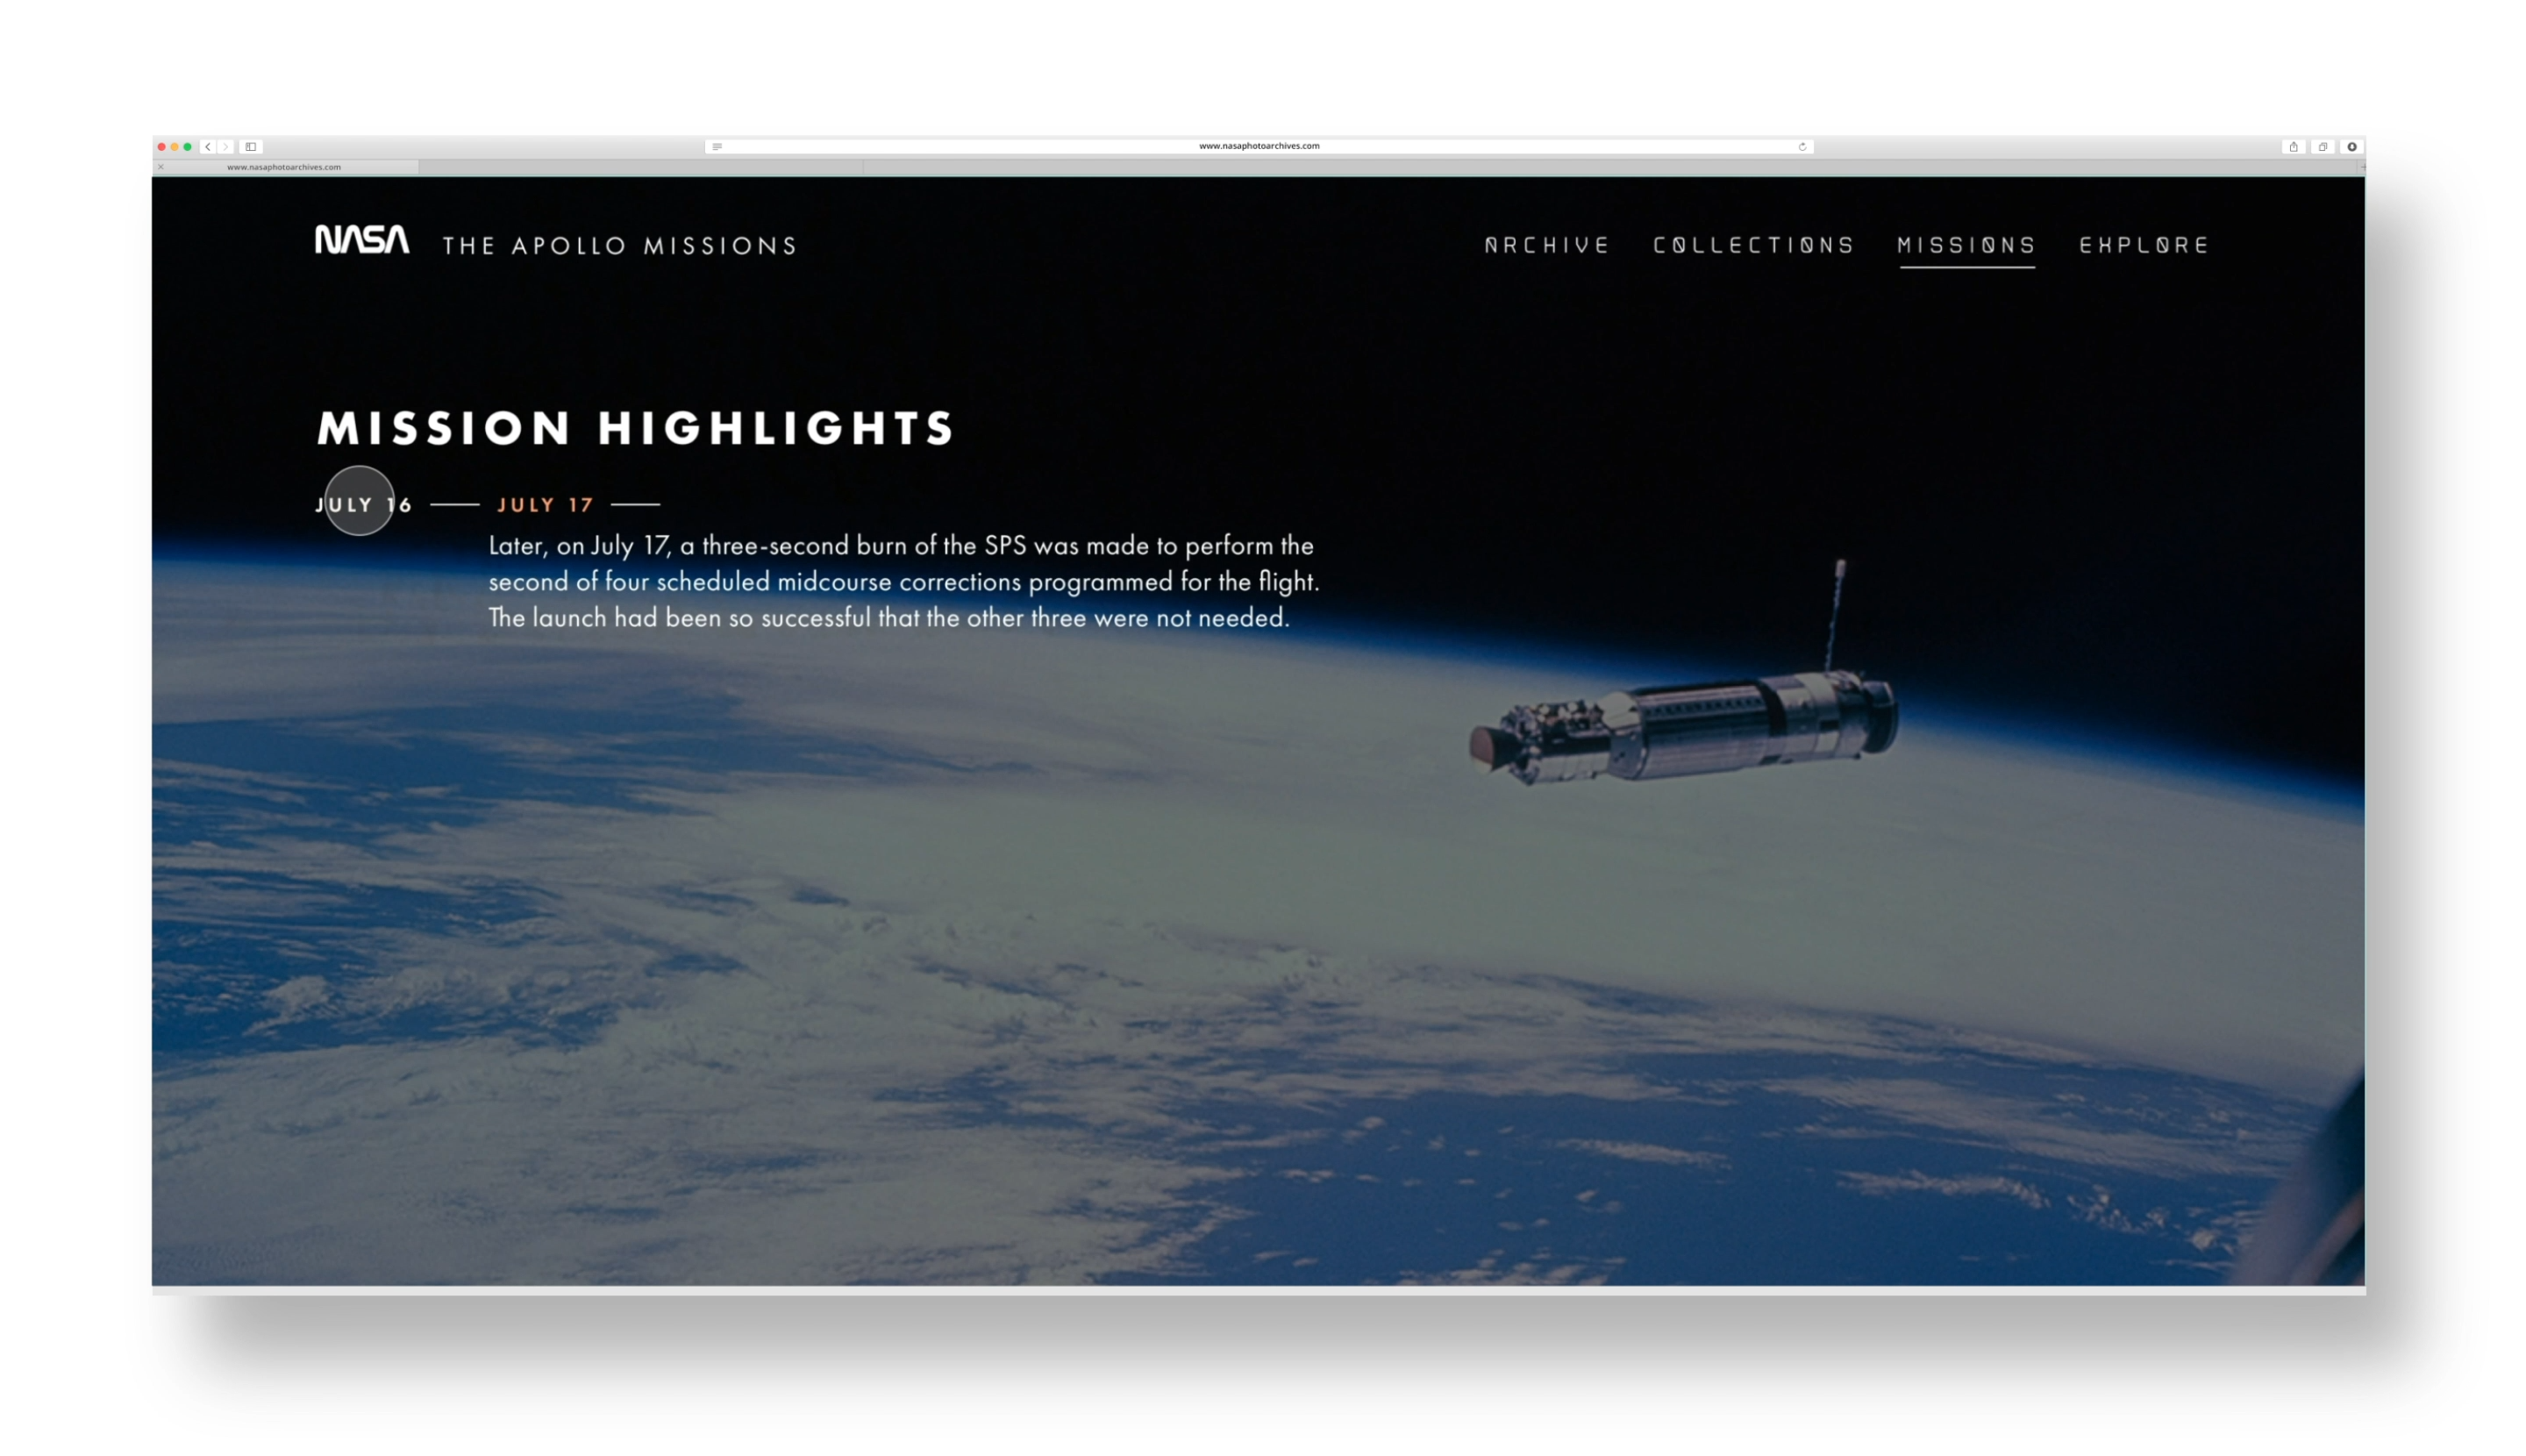 www.nasaphotoarchives.com
www.nasaphotoarchives.com
NASA THE APOLLO MISSIONS ARCHIVE COLLECTIONS MISSIONS EXPLORE
MISSION HIGHLIGHTS
JULY 16 JULY 17
Later, on July 17, a three-second burn of the SPS was made to perform the
second of four scheduled midcourse corrections programmed for the flight.
The launch had been so successful that the other three were not needed.